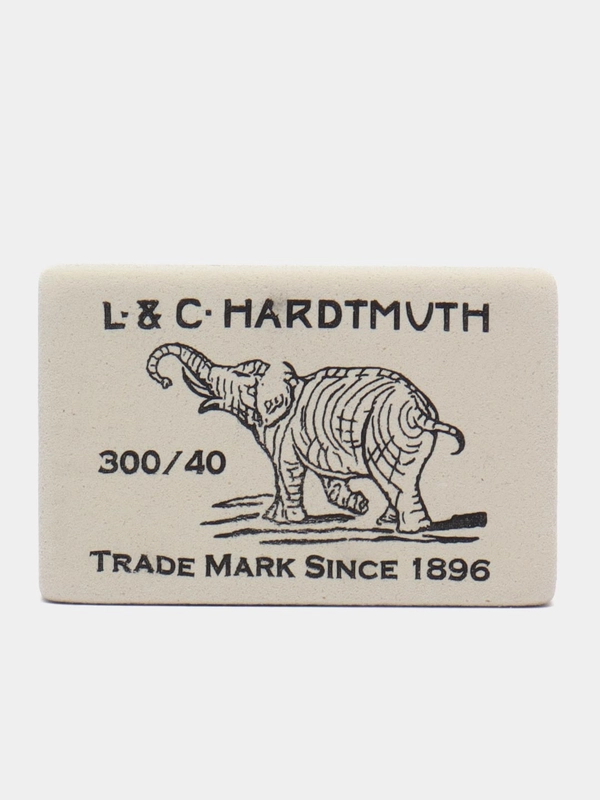 L. & C. HARDTMUTH
300/40
TRADE MARK SINCE 1896